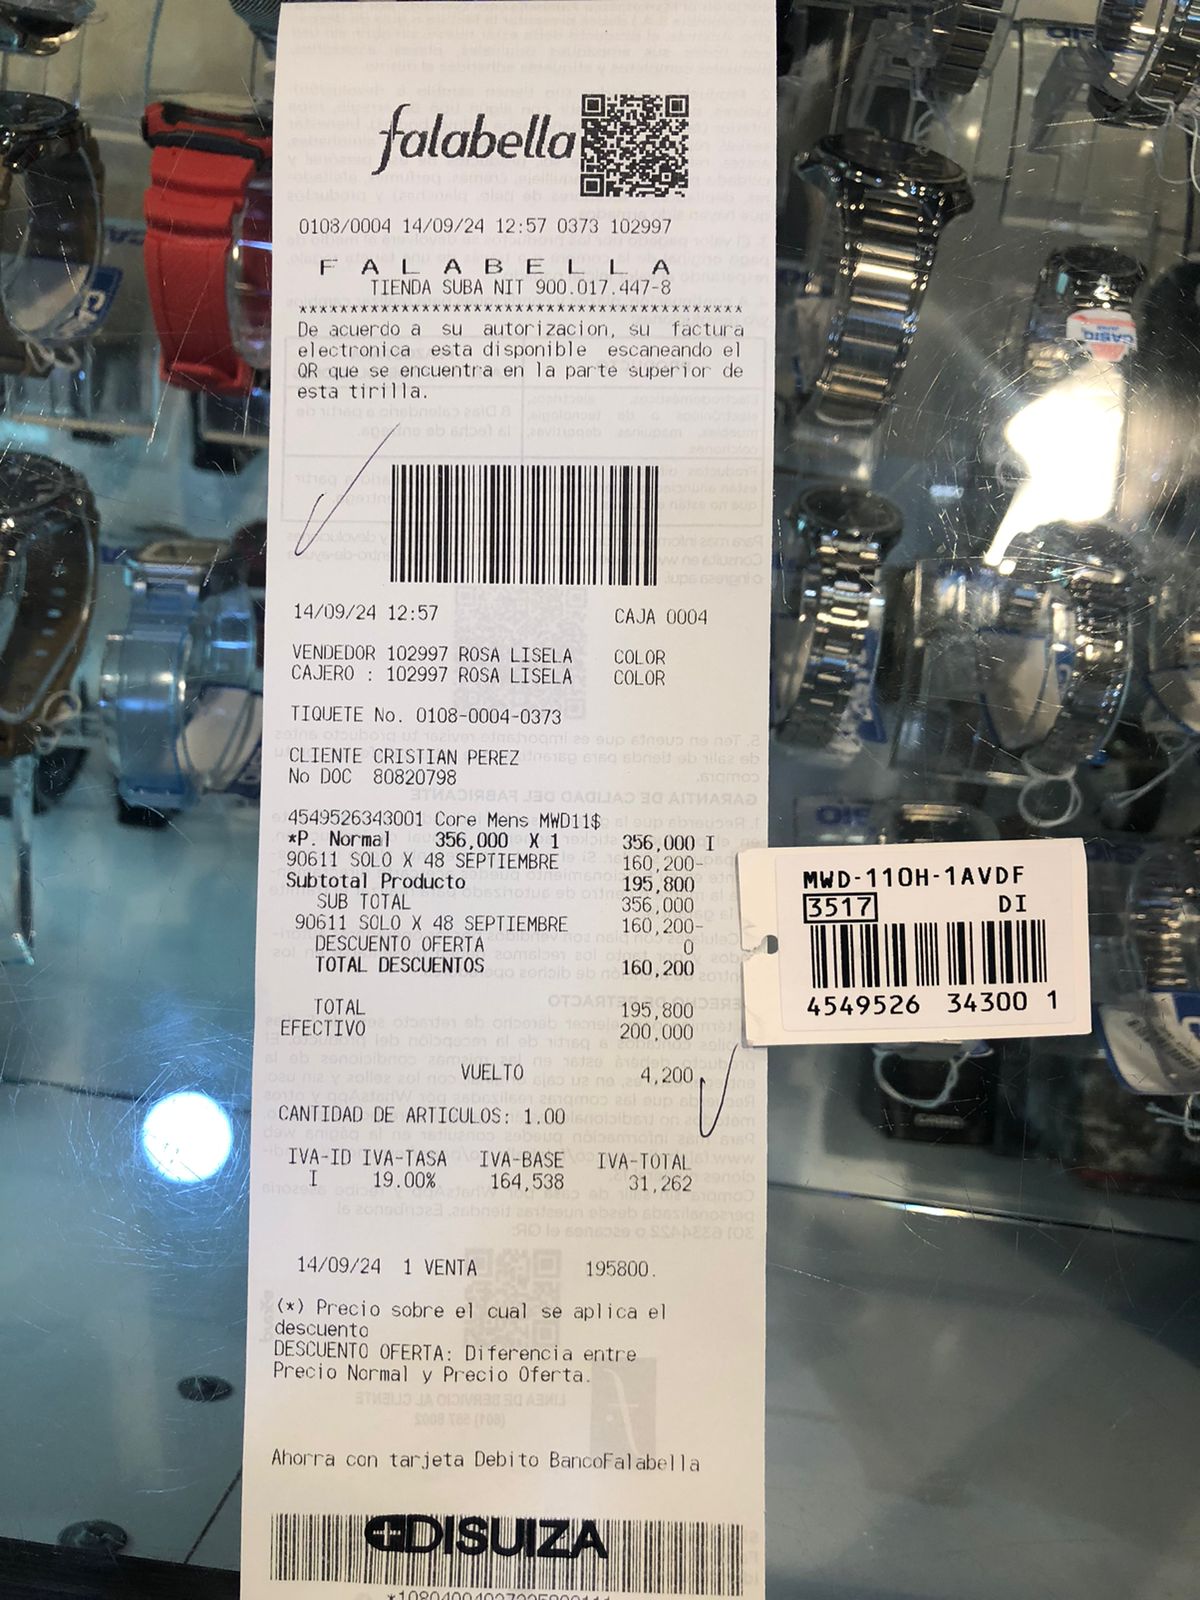 falabella
0108/0004 14/09/24 12:57 0373 102997
F A L A B E L L A
TIENDA SUBA NIT 900.017.447-8
******************************************
De acuerdo a su autorizacion, su factura
electronica esta disponible escaneando el
QR que se encuentra en la parte superior de
esta tirilla.
14/09/24 12:57 CAJA 0004
VENDEDOR 102997 ROSA LISELA COLOR
CAJERO : 102997 ROSA LISELA COLOR
TIQUETE No. 0108-0004-0373
CLIENTE CRISTIAN PEREZ
No DOC 80820798
4549526343001 Core Mens MWD11$
*P. Normal 356,000 X 1 356,000 I
90611 SOLO X 48 SEPTIEMBRE 160,200-
Subtotal Producto 195,800
SUB TOTAL 356,000
90611 SOLO X 48 SEPTIEMBRE 160,200-
DESCUENTO OFERTA 0
TOTAL DESCUENTOS 160,200
TOTAL 195,800
EFECTIVO 200,000
VUELTO 4,200
CANTIDAD DE ARTICULOS: 1.00
IVA-ID IVA-TASA IVA-BASE IVA-TOTAL
I 19.00% 164,538 31,262
14/09/24 1 VENTA 195800.
(*) Precio sobre el cual se aplica el
descuento
DESCUENTO OFERTA: Diferencia entre
Precio Normal y Precio Oferta.
Ahorra con tarjeta Debito BancoFalabella
DISUIZA
MWD-110H-1AVDF
3517 DI
4549526 34300 1
CASIO